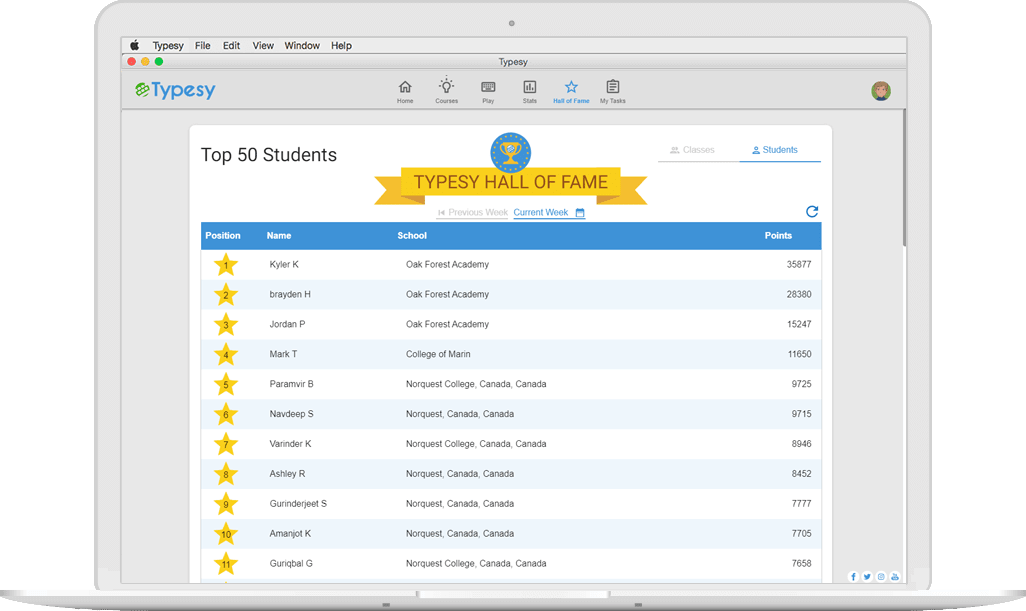 Typesy File Edit View Window Help
Typesy
Typesy
Home Courses Play Stats Hall of Fame My Tasks
Top 50 Students
Classes Students
TYPESY HALL OF FAME
Previous Week Current Week
Position Name School Points
1 Kyler K Oak Forest Academy 35877
2 brayden H Oak Forest Academy 28380
3 Jordan P Oak Forest Academy 15247
4 Mark T College of Marin 11650
5 Paramvir B Norquest College, Canada, Canada 9725
6 Navdeep S Norquest, Canada, Canada 9715
7 Varinder K Norquest College, Canada, Canada 8946
8 Ashley R Norquest, Canada, Canada 8452
9 Gurinderjeet S Norquest, Canada, Canada 7777
10 Amanjot K Norquest, Canada, Canada 7705
11 Guriqbal G Norquest College, Canada, Canada 7658